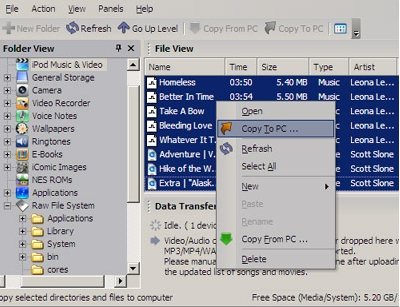 File Action View Panels Help
New Folder Refresh Go Up Level Copy From PC Copy To PC
Folder View
iPod Music & Video
General Storage
Camera
Video Recorder
Voice Notes
Wallpapers
Ringtones
E-Books
iComic Images
NES ROMs
Applications
Raw File System
Applications
Library
System
bin
cores
File View
Name Time Size Type Artist
Homeless 03:50 5.40 MB Music Leona Le...
Better In Time 03:54 5.50 MB Music Leona Le...
Take A Bow Leona Le...
Bleeding Love Leona Le...
Whatever It T Leona Le...
Adventure | V Scott Slone
Hike of the W Scott Slone
Extra | "Alask Scott Slone
Open
Copy To PC ...
Refresh
Select All
New
Paste
Rename
Copy From PC ...
Delete
Data Transfer
Idle. ( 1 device
Video/Audio dropped here w
MP3/MP4/WA
Please manua after uploading
the updated list of songs and movies.
opy selected directories and files to computer Free Space (Media/System): 5.20 GB /